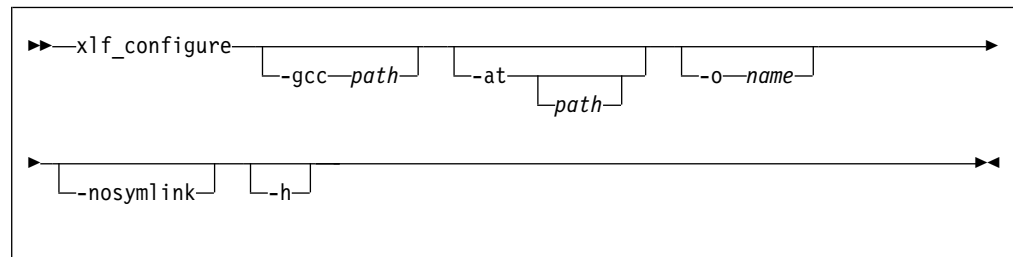 xlf_configure -gcc path -at path -o name
-nosymlink -h